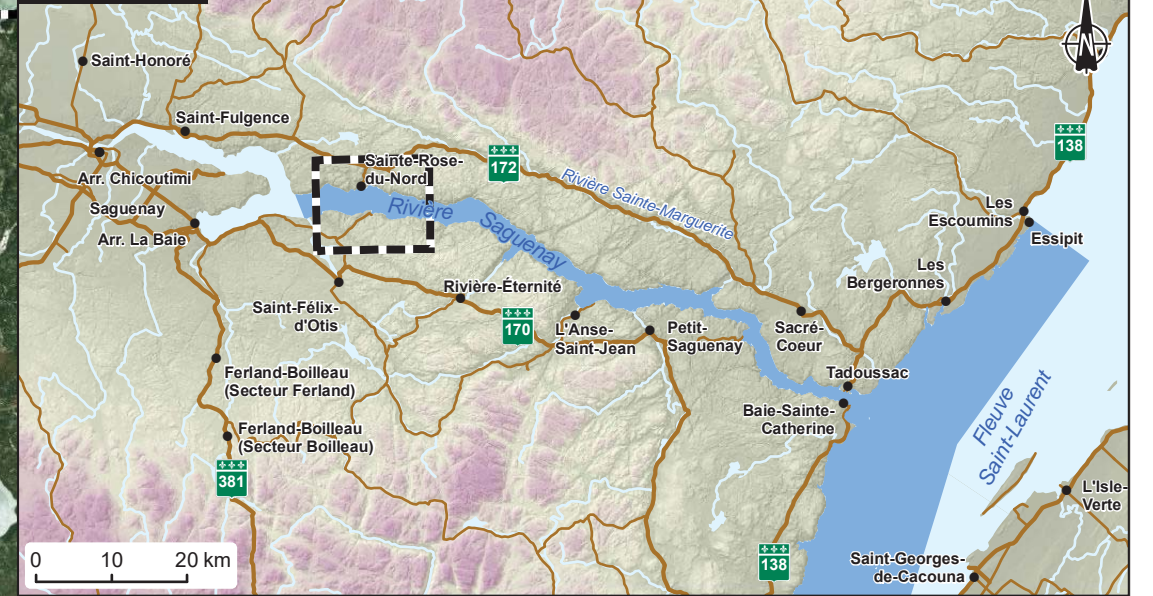 N
Saint-Honoré
Saint-Fulgence
138
Sainte-Rose-
du-Nord
172
Arr. Chicoutimi
Rivière Sainte-Marguerite
Saguenay
Rivière Saguenay
Les
Escoumins
Arr. La Baie
Essipit
Les
Bergeronnes
Rivière-Éternité
Saint-Félix-
d'Otis
170
L'Anse-
Saint-Jean
Petit-
Saguenay
Sacré-
Coeur
Ferland-Boilleau
(Secteur Ferland)
Tadoussac
Baie-Sainte-
Catherine
Fleuve
Saint-Laurent
Ferland-Boilleau
(Secteur Boilleau)
381
L'Isle-
Verte
138
Saint-Georges-
de-Cacouna
0 10 20 km